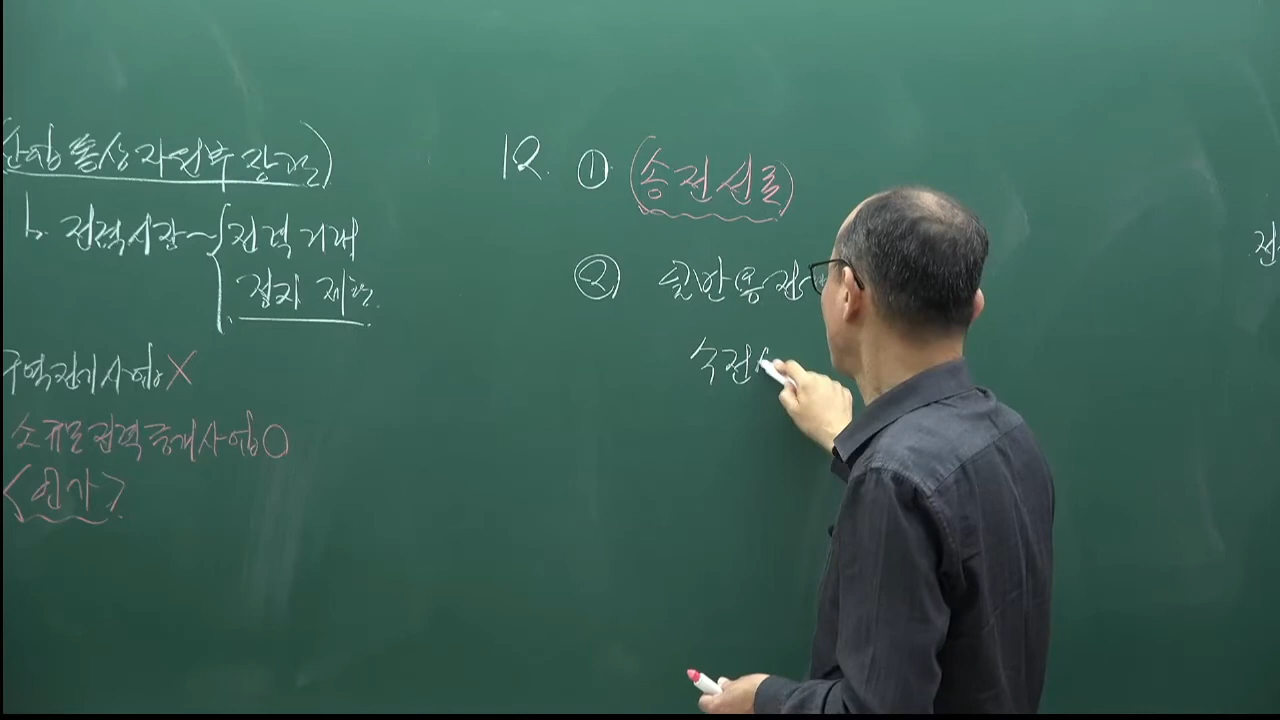 (산업통상자원부장관)
b. 전력시장 ~ { 전력거래
정지 제한.
구역전기사업 X
소규모전력중개사업 O
<인가>
12. ① (송전선로)
② 일반용전
수전
전